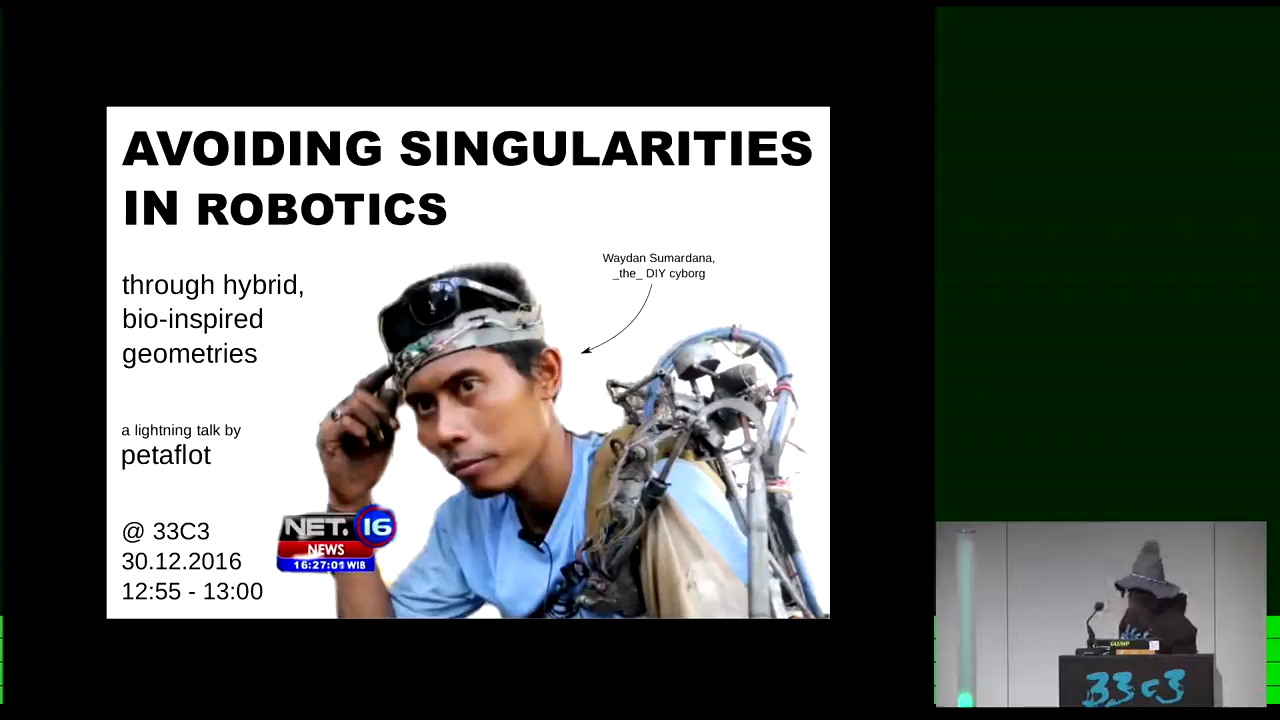 AVOIDING SINGULARITIES
IN ROBOTICS
through hybrid,
bio-inspired
geometries
Waydan Sumardana,
_the_ DIY cyborg
a lightning talk by
petaflot
@ 33C3
30.12.2016
12:55 - 13:00
NET. 16
NEWS
16:27:01 WIB
GLUMP
33c3